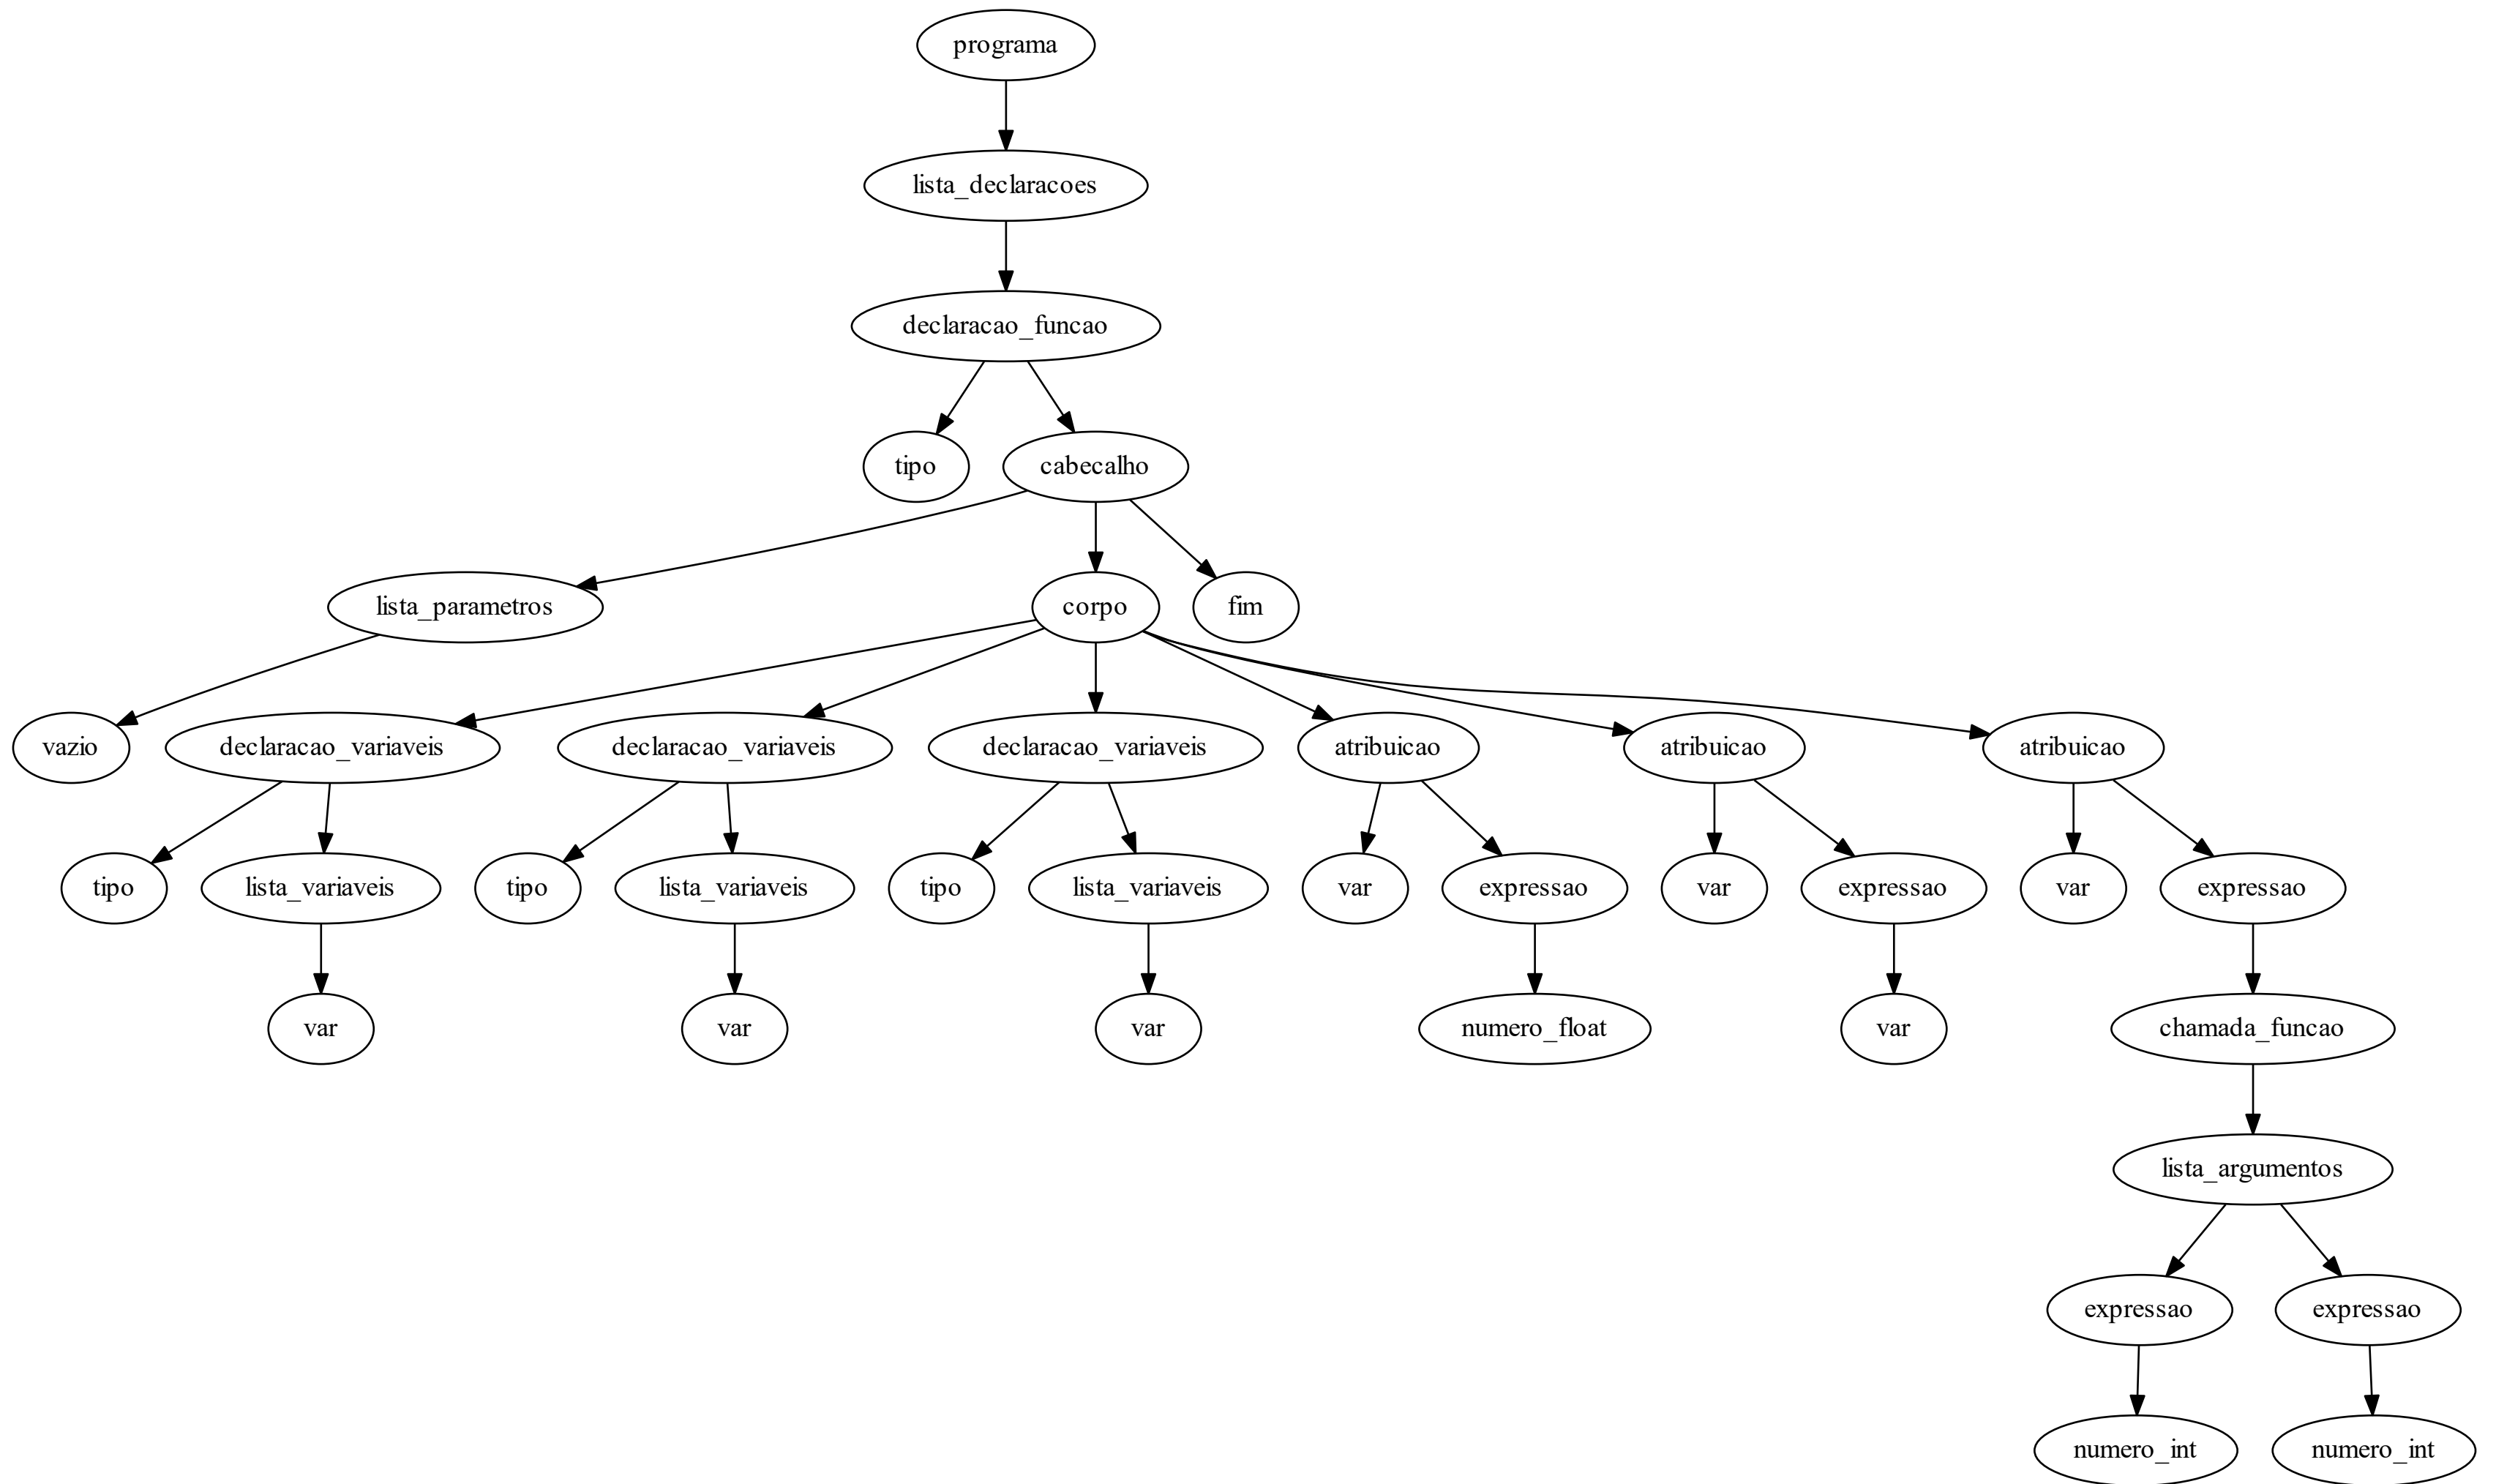 programa
lista_declaracoes
declaracao_funcao
tipo cabecalho
lista_parametros corpo fim
vazio declaracao_variaveis declaracao_variaveis declaracao_variaveis atribuicao atribuicao atribuicao
tipo lista_variaveis tipo lista_variaveis tipo lista_variaveis var expressao var expressao var expressao
var var var numero_float var chamada_funcao
lista_argumentos
expressao expressao
numero_int numero_int